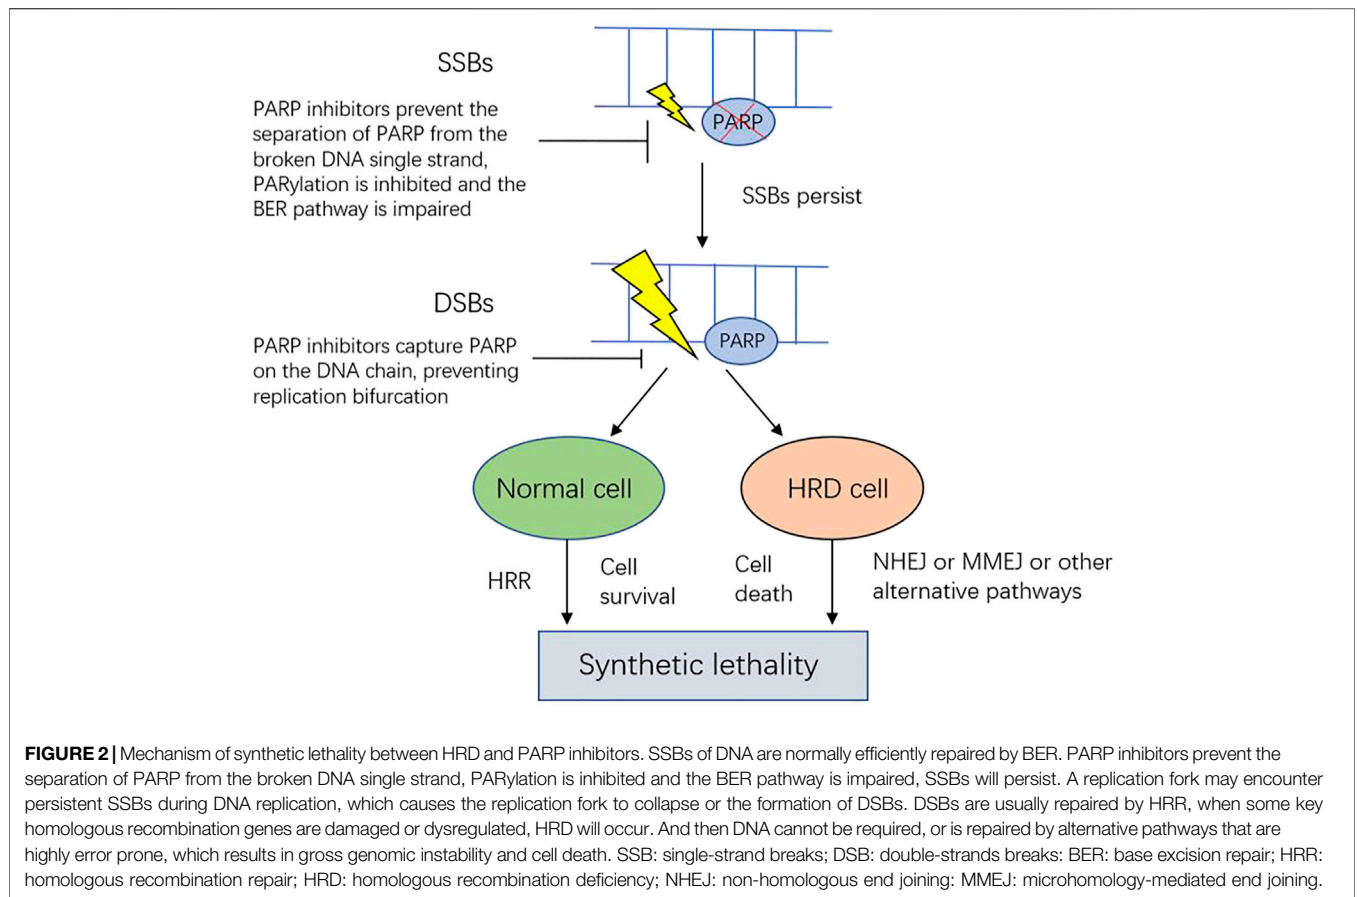 SSBs
PARP inhibitors prevent the
separation of PARP from the
broken DNA single strand,
PARylation is inhibited and the
BER pathway is impaired
PARP
SSBs persist
DSBs
PARP inhibitors capture PARP
on the DNA chain, preventing
replication bifurcation
PARP
Normal cell
HRD cell
HRR
Cell
survival
Cell
death
NHEJ or MMEJ or other
alternative pathways
Synthetic lethality
FIGURE 2 | Mechanism of synthetic lethality between HRD and PARP inhibitors. SSBs of DNA are normally efficiently repaired by BER. PARP inhibitors prevent the
separation of PARP from the broken DNA single strand, PARylation is inhibited and the BER pathway is impaired, SSBs will persist. A replication fork may encounter
persistent SSBs during DNA replication, which causes the replication fork to collapse or the formation of DSBs. DSBs are usually repaired by HRR, when some key
homologous recombination genes are damaged or dysregulated, HRD will occur. And then DNA cannot be required, or is repaired by alternative pathways that are
highly error prone, which results in gross genomic instability and cell death. SSB: single-strand breaks; DSB: double-strands breaks: BER: base excision repair; HRR:
homologous recombination repair; HRD: homologous recombination deficiency; NHEJ: non-homologous end joining: MMEJ: microhomology-mediated end joining.